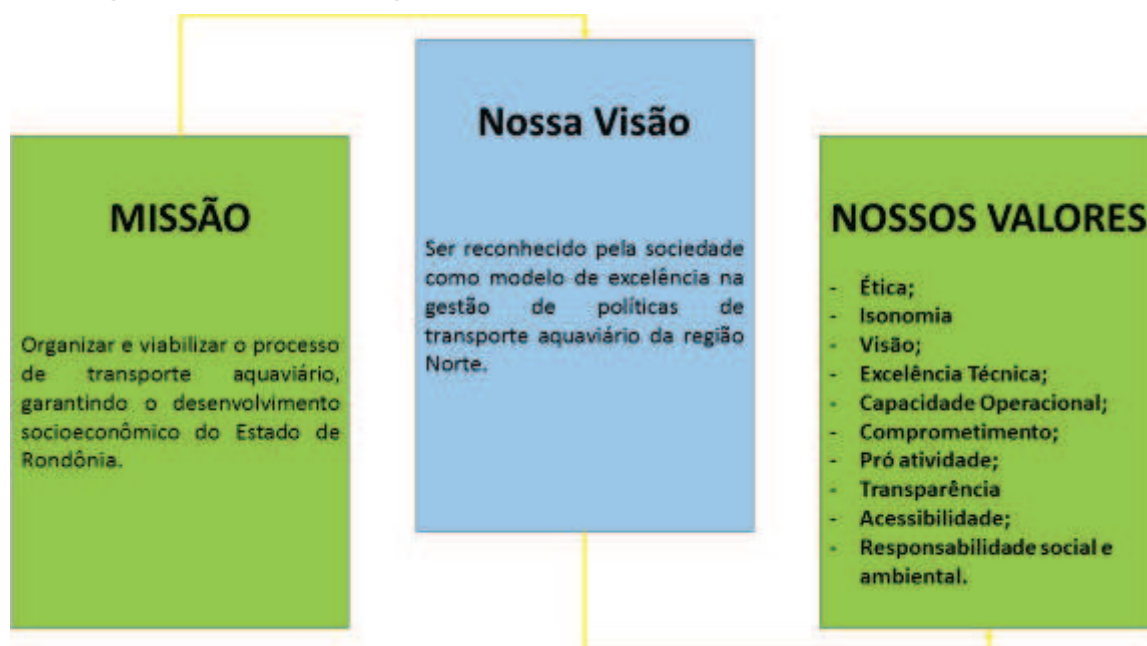 MISSÃO
Organizar e viabilizar o processo
de transporte aquaviário,
garantindo o desenvolvimento
socioeconômico do Estado de
Rondônia.
Nossa Visão
Ser reconhecido pela sociedade
como modelo de excelência na
gestão de políticas de
transporte aquaviário da região
Norte.
NOSSOS VALORES
- Ética;
- Isonomia
- Visão;
- Excelência Técnica;
- Capacidade Operacional;
- Comprometimento;
- Pró atividade;
- Transparência
- Acessibilidade;
- Responsabilidade social e
ambiental.